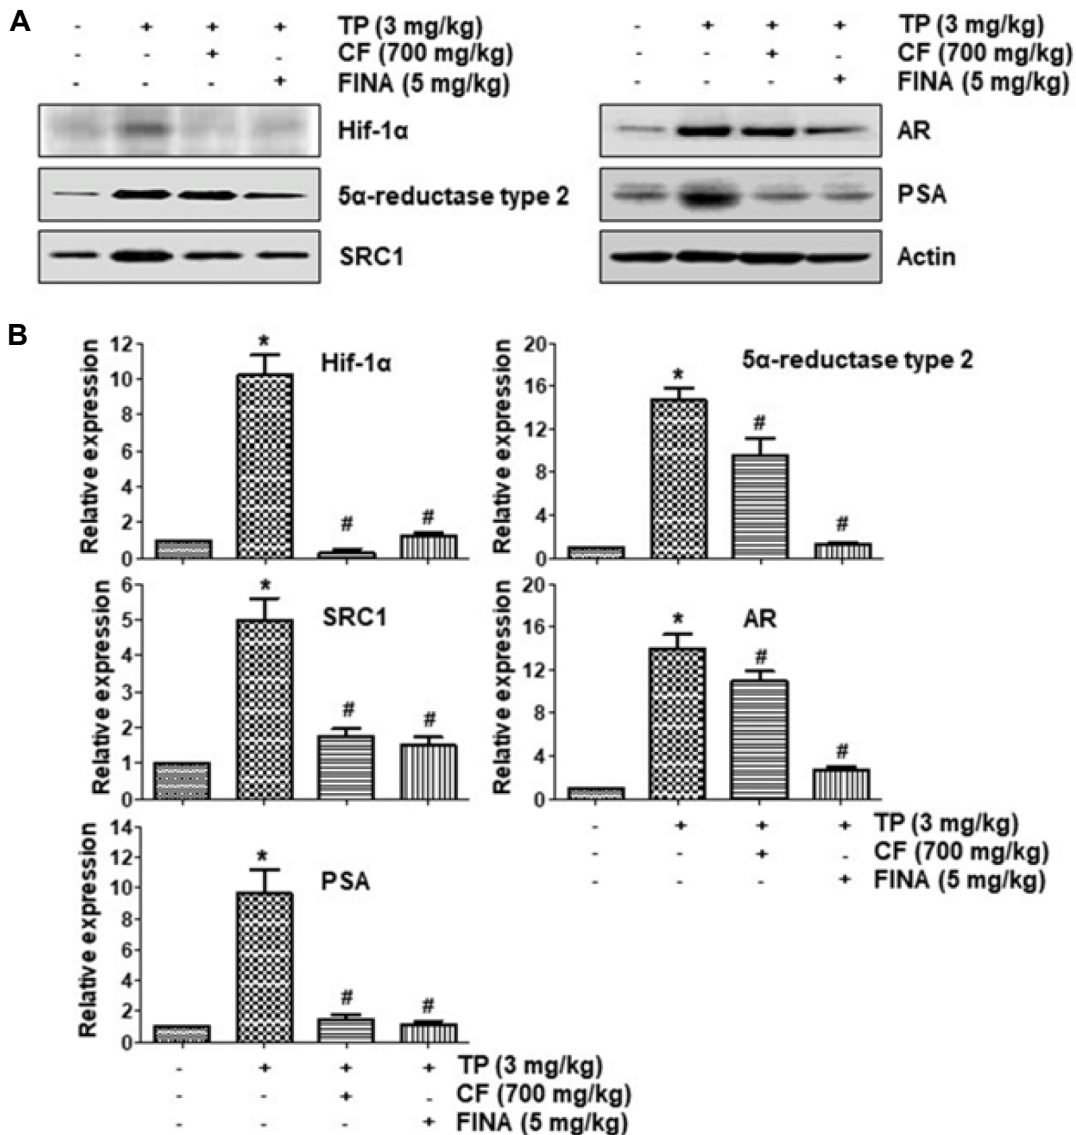 A
- + + + TP (3 mg/kg)
- - + - CF (700 mg/kg)
- - - + FINA (5 mg/kg)
Hif-1α
5α-reductase type 2
SRC1
- + + + TP (3 mg/kg)
- - + - CF (700 mg/kg)
- - - + FINA (5 mg/kg)
AR
PSA
Actin
B
Relative expression
12
10
8
6
4
2
0
Hif-1α
*
#
#
Relative expression
20
16
12
8
4
0
5α-reductase type 2
*
#
#
Relative expression
6
5
4
3
2
1
0
SRC1
*
#
#
Relative expression
20
16
12
8
4
0
AR
*
#
#
- + + + TP (3 mg/kg)
- - + - CF (700 mg/kg)
- - - + FINA (5 mg/kg)
Relative expression
14
12
10
8
6
4
2
0
PSA
*
#
#
- + + + TP (3 mg/kg)
- - + - CF (700 mg/kg)
- - - + FINA (5 mg/kg)